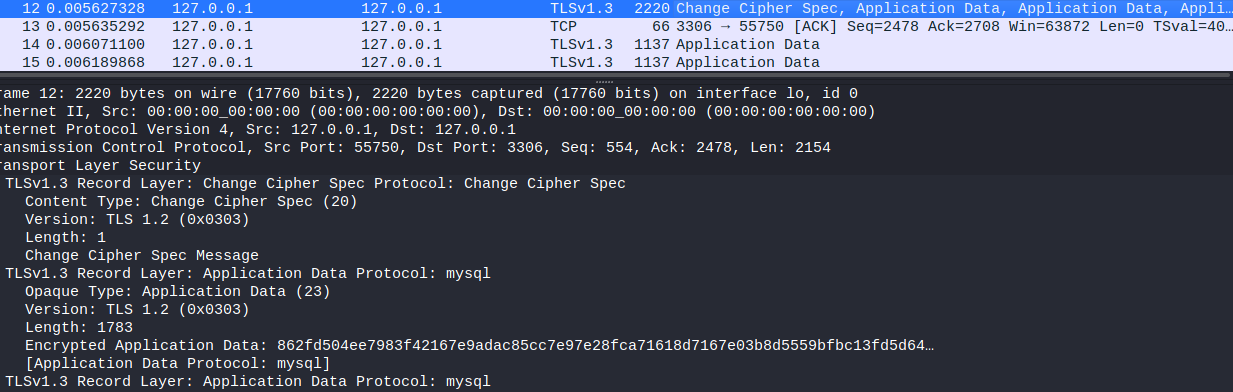 12 0.005627328 127.0.0.1 127.0.0.1 TLSv1.3 2220 Change Cipher Spec, Application Data, Application Data, Appli…
13 0.005635292 127.0.0.1 127.0.0.1 TCP 66 3306 → 55750 [ACK] Seq=2478 Ack=2708 Win=63872 Len=0 TSval=40…
14 0.006071100 127.0.0.1 127.0.0.1 TLSv1.3 1137 Application Data
15 0.006189868 127.0.0.1 127.0.0.1 TLSv1.3 1137 Application Data
rame 12: 2220 bytes on wire (17760 bits), 2220 bytes captured (17760 bits) on interface lo, id 0
thernet II, Src: 00:00:00_00:00:00 (00:00:00:00:00:00), Dst: 00:00:00_00:00:00 (00:00:00:00:00:00)
nternet Protocol Version 4, Src: 127.0.0.1, Dst: 127.0.0.1
ransmission Control Protocol, Src Port: 55750, Dst Port: 3306, Seq: 554, Ack: 2478, Len: 2154
ransport Layer Security
TLSv1.3 Record Layer: Change Cipher Spec Protocol: Change Cipher Spec
Content Type: Change Cipher Spec (20)
Version: TLS 1.2 (0x0303)
Length: 1
Change Cipher Spec Message
TLSv1.3 Record Layer: Application Data Protocol: mysql
Opaque Type: Application Data (23)
Version: TLS 1.2 (0x0303)
Length: 1783
Encrypted Application Data: 862fd504ee7983f42167e9adac85cc7e97e28fca71618d7167e03b8d5559bfbc13fd5d64…
[Application Data Protocol: mysql]
TLSv1.3 Record Layer: Application Data Protocol: mysql